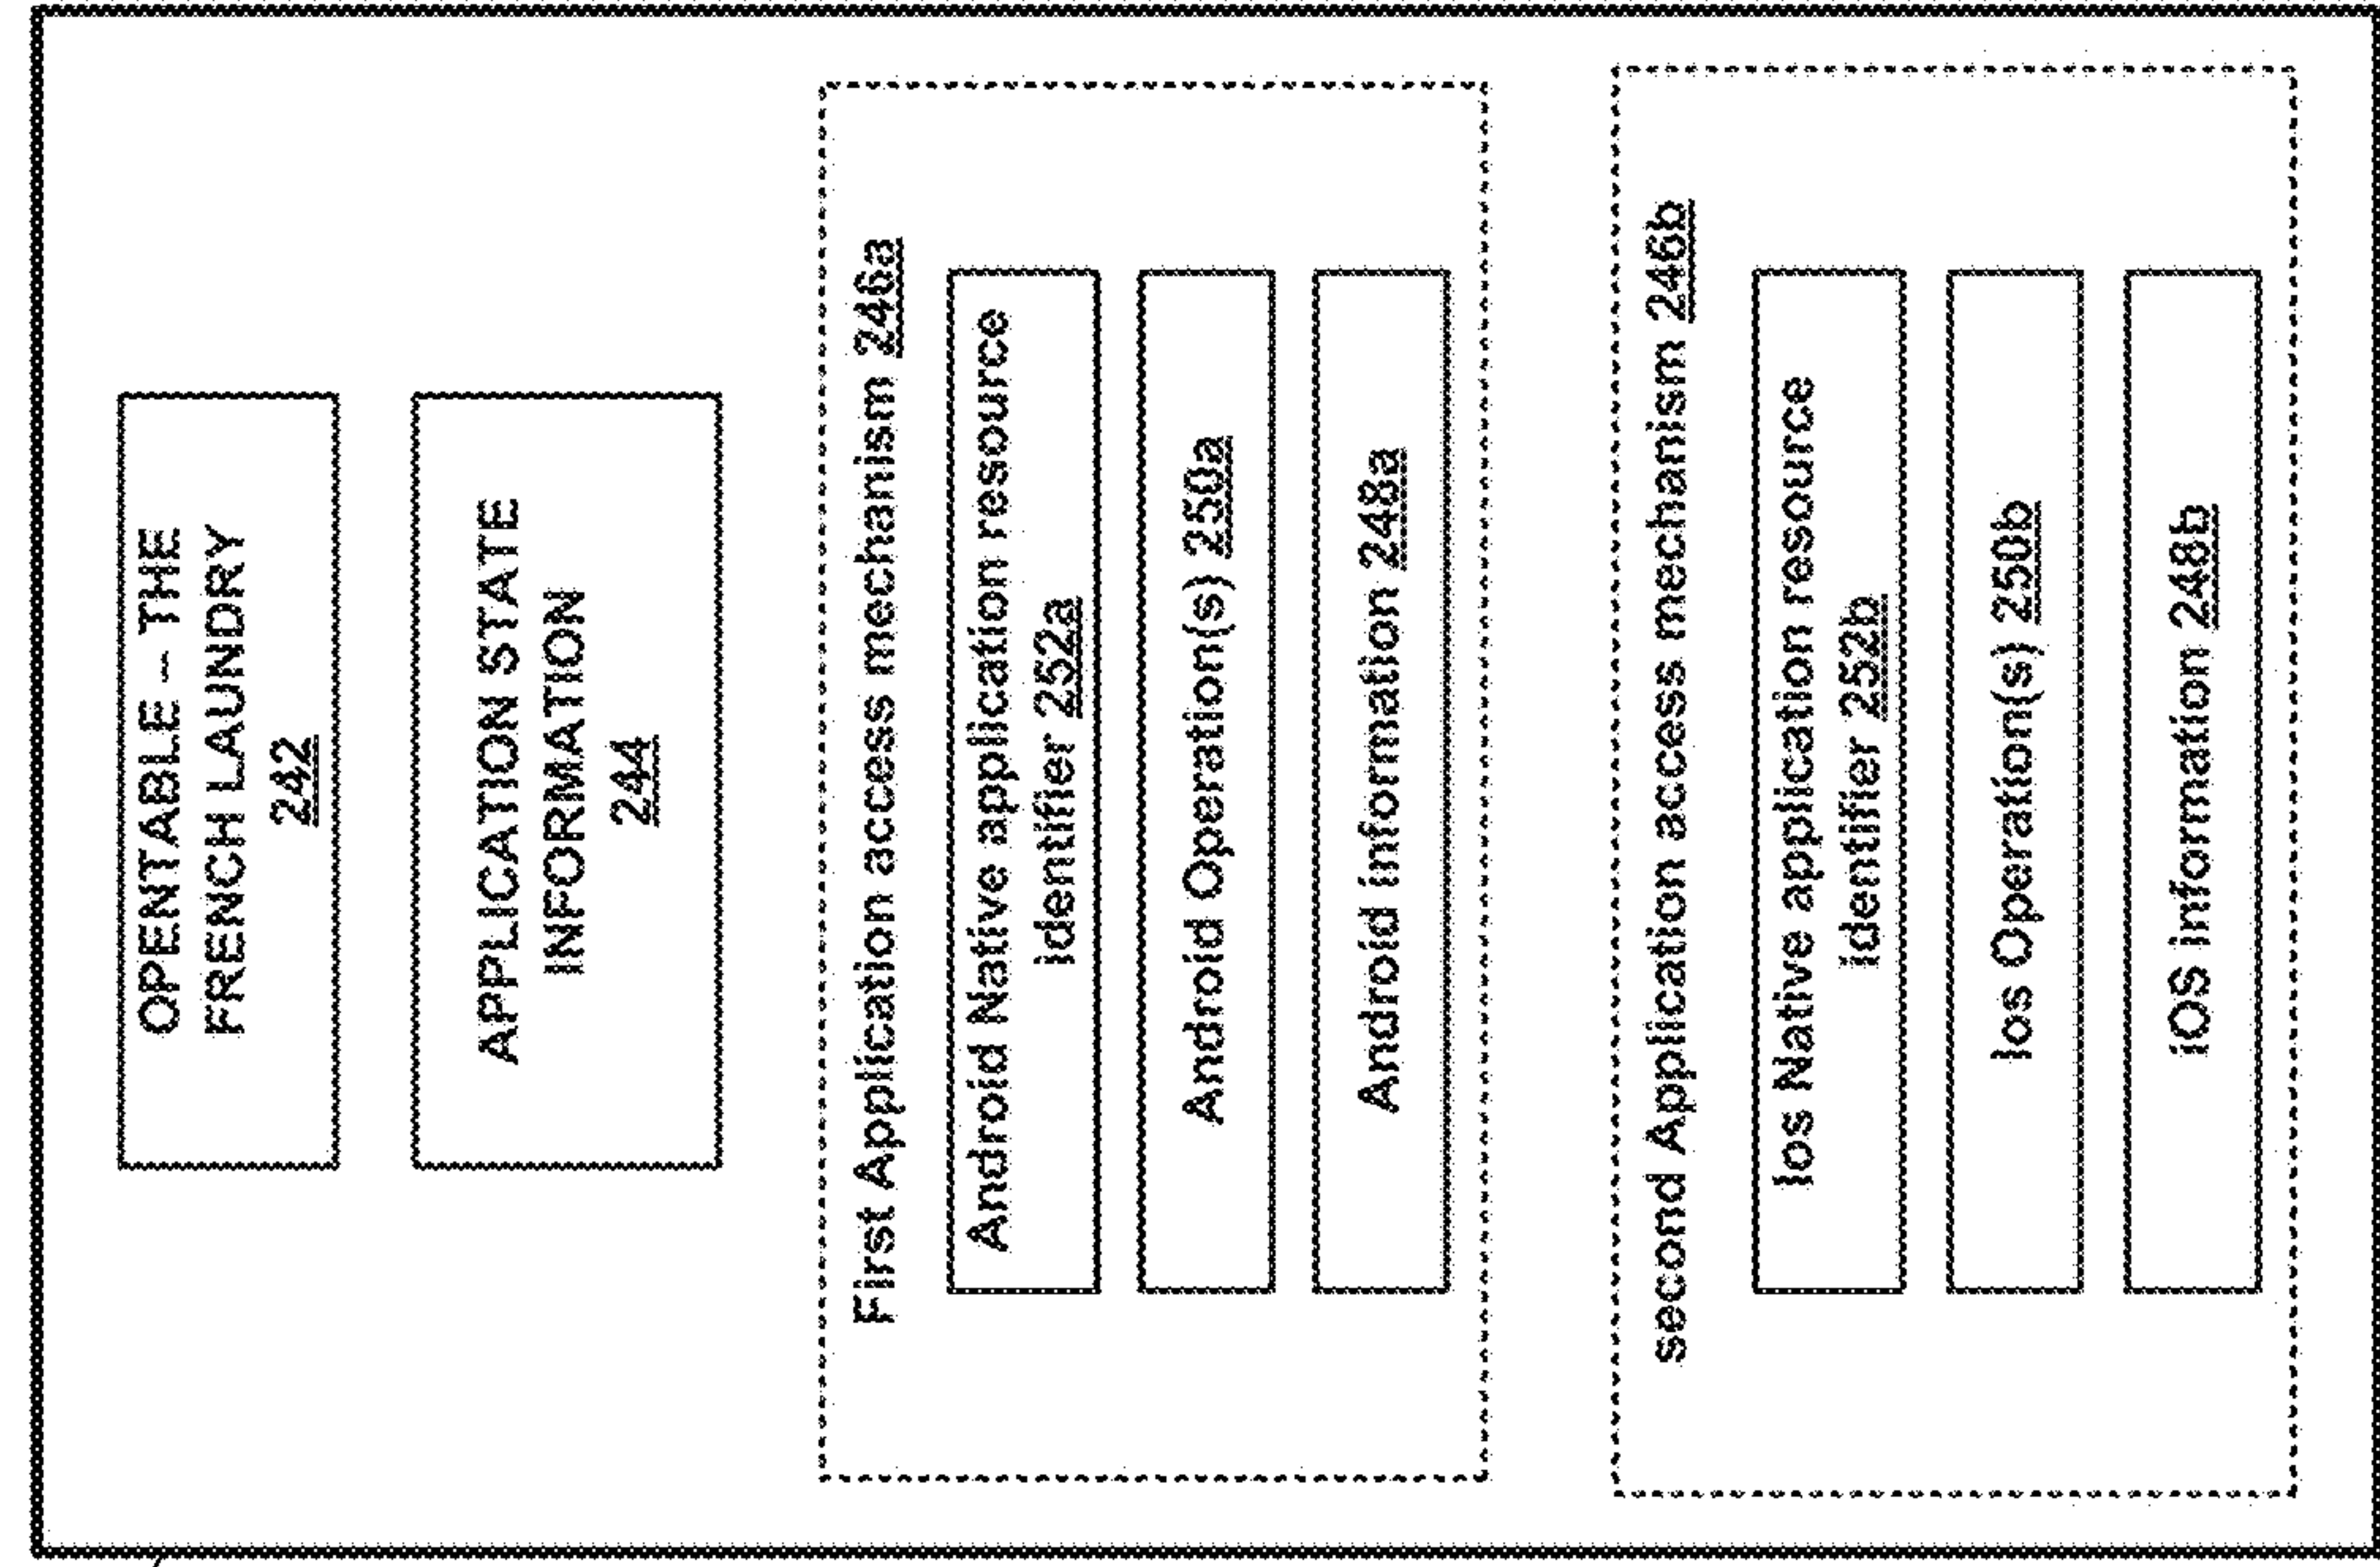 OPENTABLE – THE
FRENCH LAUNDRY
242
APPLICATION STATE
INFORMATION
244
First Application access mechanism 246a
Android Native application resource
identifier 252a
Android Operation(s) 250a
Android information 248a
second Application access mechanism 246b
Ios Native application resource
identifier 252b
Ios Operation(s) 250b
iOS information 248b